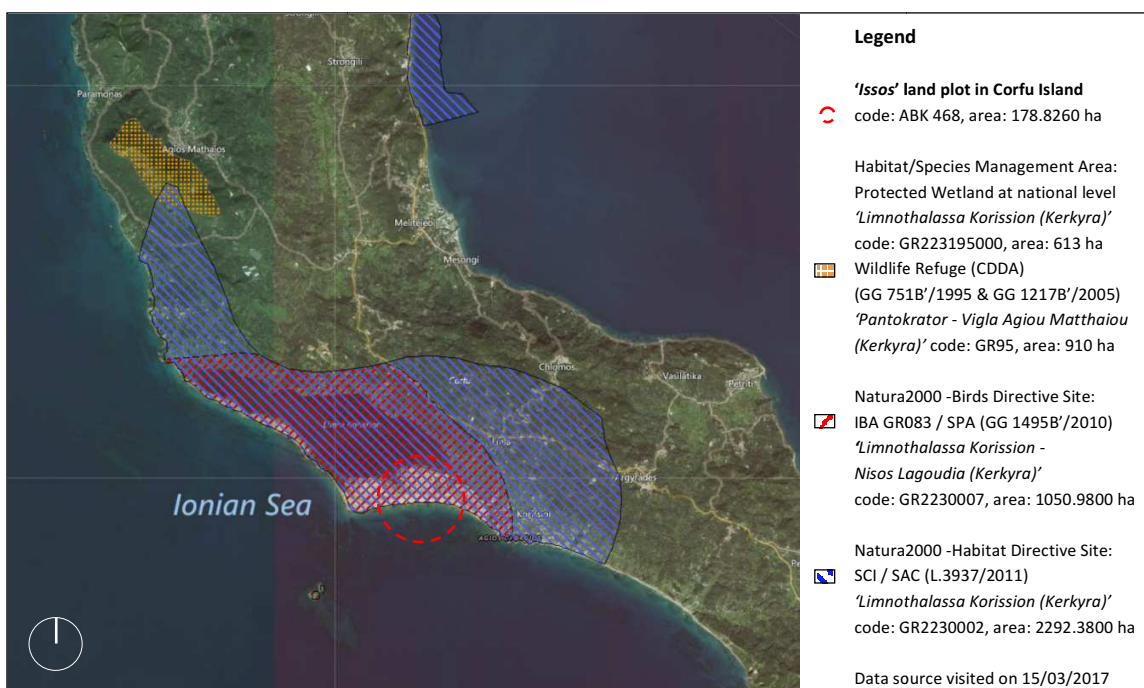 Strongili
Paramonas
Agios Mathaios
Meliteieoi
Mesongi
Chlomos
Corfu
Vasilatika
Petriti
Linia
Argyrades
Korissini
Ionian Sea
Legend
‘Issos’ land plot in Corfu Island
code: ABK 468, area: 178.8260 ha
Habitat/Species Management Area:
Protected Wetland at national level
‘Limnothalassa Korission (Kerkyra)’
code: GR223195000, area: 613 ha
Wildlife Refuge (CDDA)
(GG 751B’/1995 & GG 1217B’/2005)
‘Pantokrator - Vigla Agiou Matthaiou
(Kerkyra)’ code: GR95, area: 910 ha
Natura2000 -Birds Directive Site:
IBA GR083 / SPA (GG 1495B’/2010)
‘Limnothalassa Korission -
Nisos Lagoudia (Kerkyra)’
code: GR2230007, area: 1050.9800 ha
Natura2000 -Habitat Directive Site:
SCI / SAC (L.3937/2011)
‘Limnothalassa Korission (Kerkyra)’
code: GR2230002, area: 2292.3800 ha
Data source visited on 15/03/2017